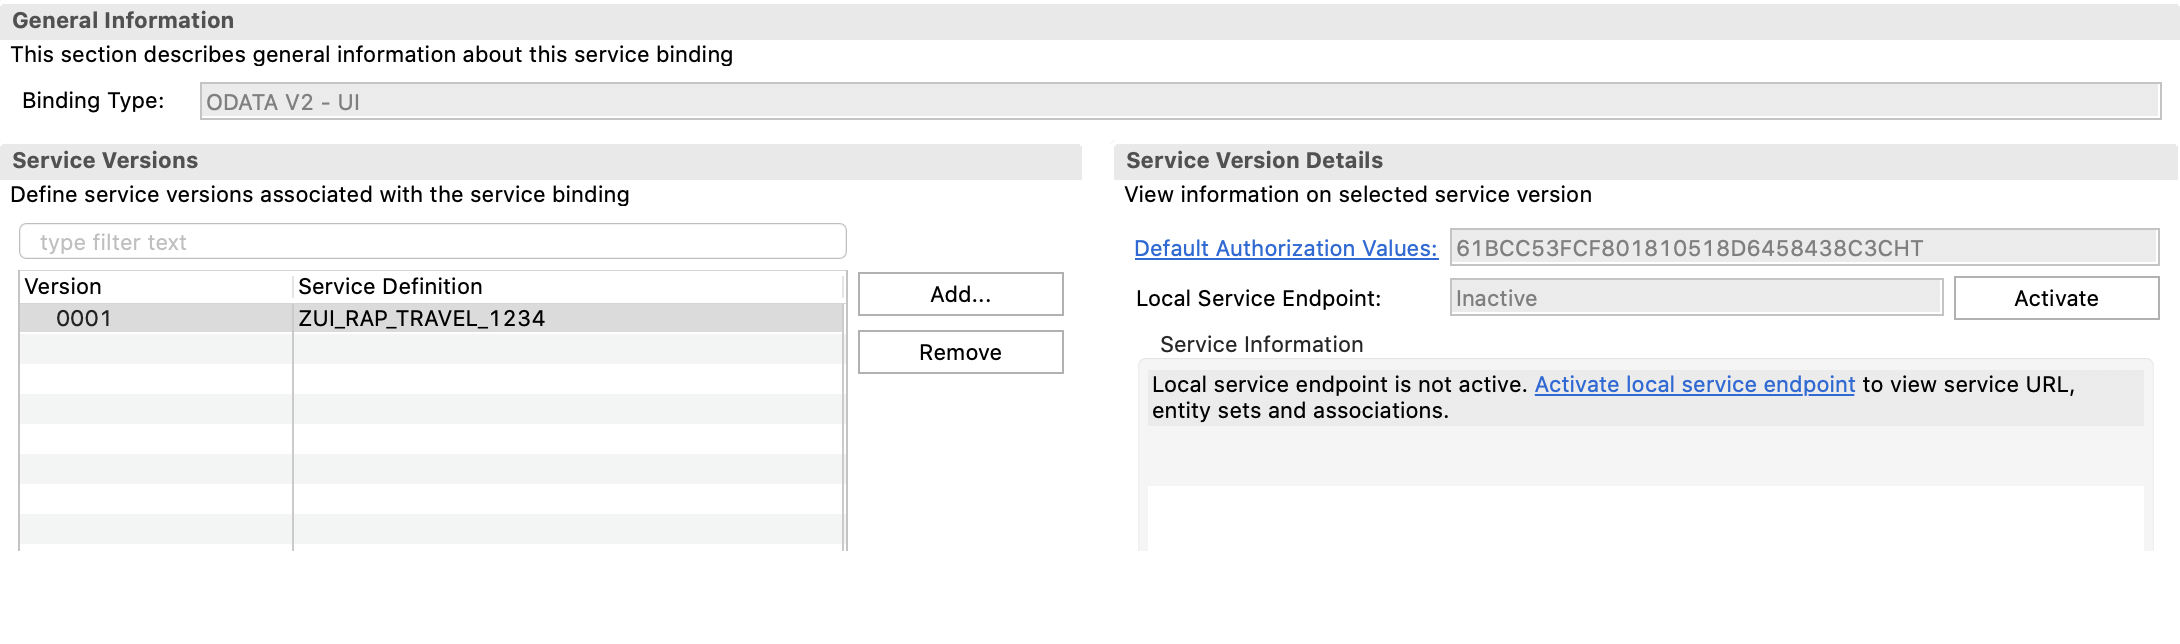 General Information
This section describes general information about this service binding
Binding Type: ODATA V2 - UI
Service Versions
Define service versions associated with the service binding
type filter text
Version Service Definition
0001 ZUI_RAP_TRAVEL_1234
Add...
Remove
Service Version Details
View information on selected service version
Default Authorization Values: 61BCC53FCF801810518D6458438C3CHT
Local Service Endpoint: Inactive Activate
Service Information
Local service endpoint is not active. Activate local service endpoint to view service URL,
entity sets and associations.